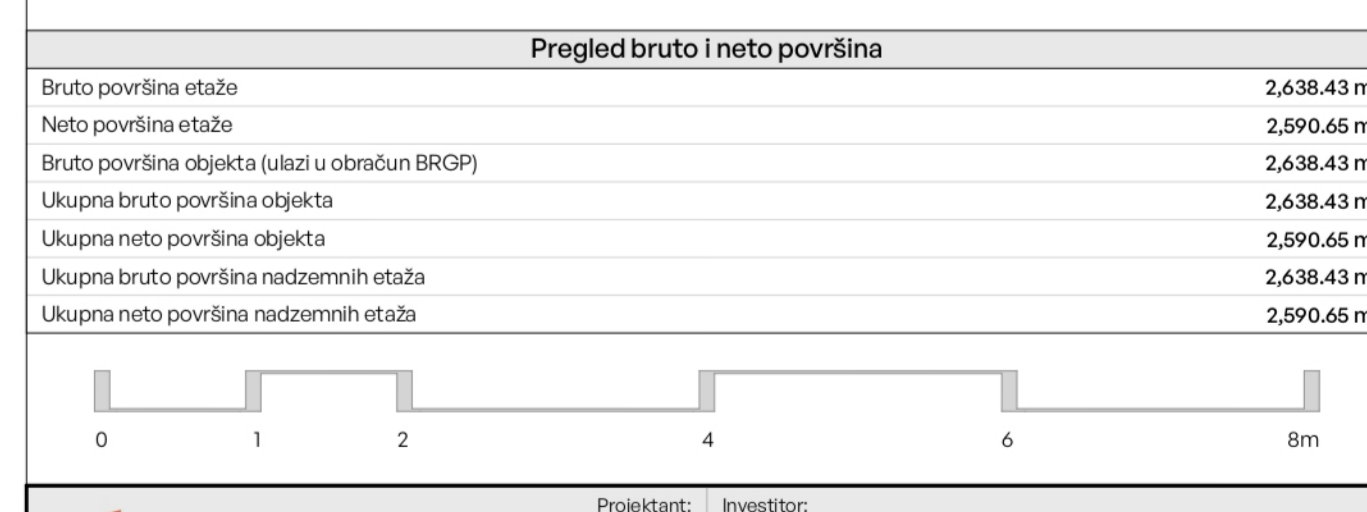 Pregled bruto i neto površina
Bruto površina etaže 2,638.43 m
Neto površina etaže 2,590.65 m
Bruto površina objekta (ulazi u obračun BRGP) 2,638.43 m
Ukupna bruto površina objekta 2,638.43 m
Ukupna neto površina objekta 2,590.65 m
Ukupna bruto površina nadzemnih etaža 2,638.43 m
Ukupna neto površina nadzemnih etaža 2,590.65 m
0 1 2 4 6 8m
Projektant: Investitor: